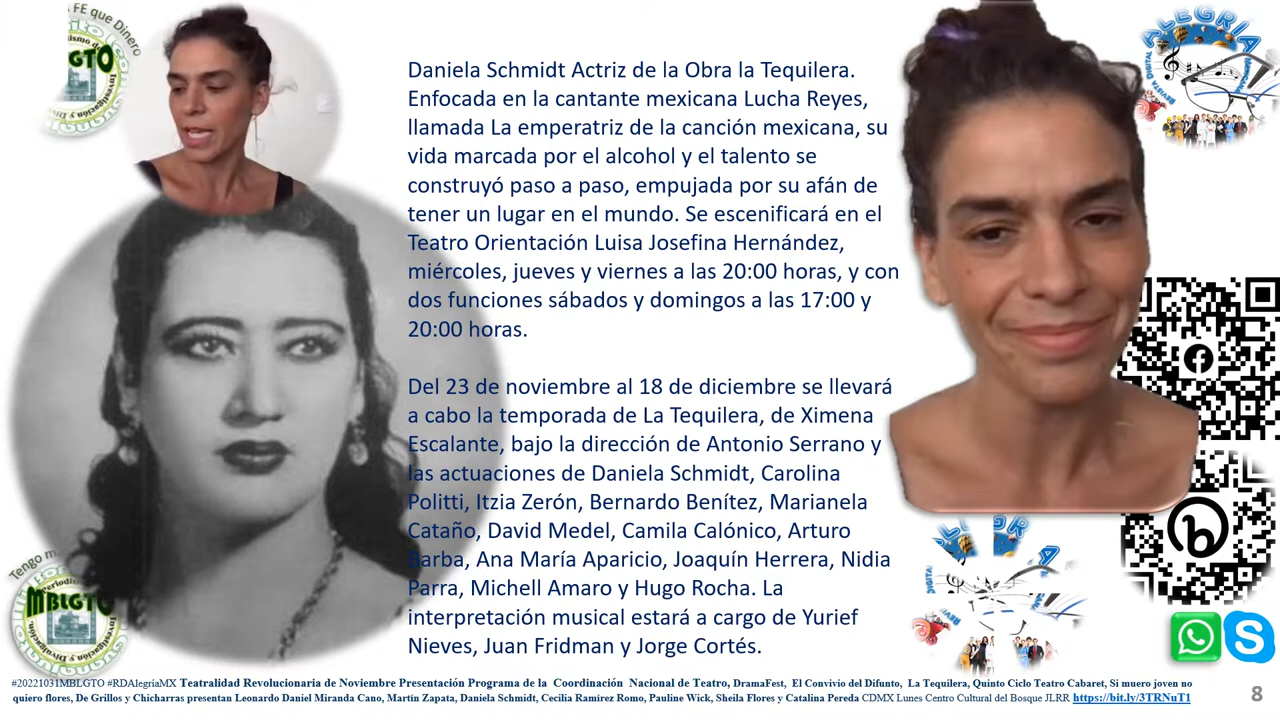 s FE que Dinero
GTO
ALEGRIA
REVISTA DIGITAL
Daniela Schmidt Actriz de la Obra la Tequilera.
Enfocada en la cantante mexicana Lucha Reyes,
llamada La emperatriz de la canción mexicana, su
vida marcada por el alcohol y el talento se
construyó paso a paso, empujada por su afán de
tener un lugar en el mundo. Se escenificará en el
Teatro Orientación Luisa Josefina Hernández,
miércoles, jueves y viernes a las 20:00 horas, y con
dos funciones sábados y domingos a las 17:00 y
20:00 horas.
Del 23 de noviembre al 18 de diciembre se llevará
a cabo la temporada de La Tequilera, de Ximena
Escalante, bajo la dirección de Antonio Serrano y
las actuaciones de Daniela Schmidt, Carolina
Politti, Itzia Zerón, Bernardo Benítez, Marianela
Cataño, David Medel, Camila Calónico, Arturo
Barba, Ana María Aparicio, Joaquín Herrera, Nidia
Parra, Michell Amaro y Hugo Rocha. La
interpretación musical estará a cargo de Yurief
Nieves, Juan Fridman y Jorge Cortés.
Tengo m
MBLGTO
#20221031MBLGTO #RDAlegríaMX Teatralidad Revolucionaria de Noviembre Presentación Programa de la Coordinación Nacional de Teatro, DramaFest, El Convivio del Difunto, La Tequilera, Quinto Ciclo Teatro Cabaret, Si muero joven no
quiero flores, De Grillos y Chicharras presentan Leonardo Daniel Miranda Cano, Martín Zapata, Daniela Schmidt, Cecilia Ramírez Romo, Pauline Wick, Sheila Flores y Catalina Pereda CDMX Lunes Centro Cultural del Bosque JLRR https://bit.ly/3TRNuT1
8